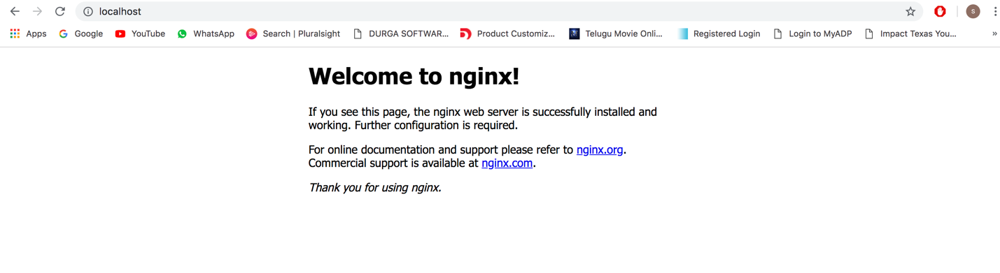 localhost
S
Apps Google YouTube WhatsApp Search | Pluralsight DURGA SOFTWAR... Product Customiz... Telugu Movie Onli... Registered Login Login to MyADP Impact Texas You... »
Welcome to nginx!
If you see this page, the nginx web server is successfully installed and
working. Further configuration is required.
For online documentation and support please refer to nginx.org.
Commercial support is available at nginx.com.
Thank you for using nginx.